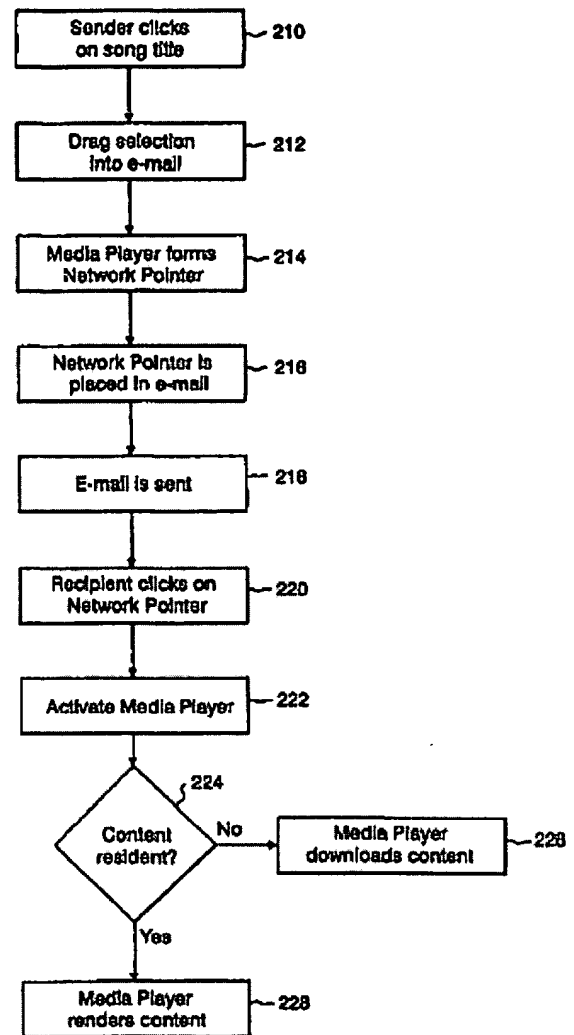 Sender clicks
on song title
210
Drag selection
into e-mail
212
Media Player forms
Network Pointer
214
Network Pointer is
placed in e-mail
216
E-mail is sent
218
Recipient clicks on
Network Pointer
220
Activate Media Player
222
224
Content
resident?
No
Media Player
downloads content
226
Yes
Media Player
renders content
228